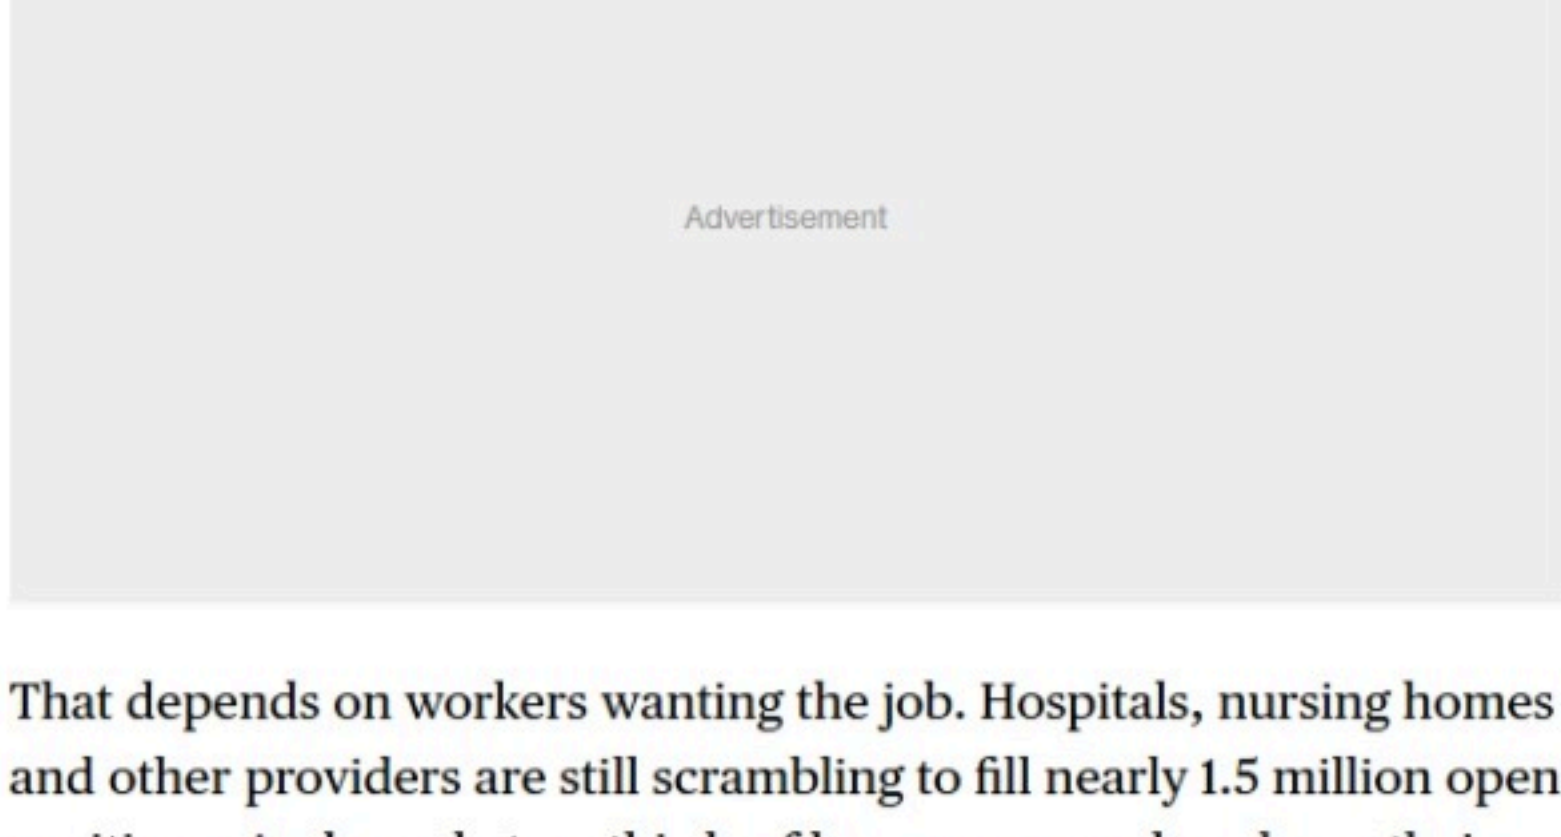 Advertisement
That depends on workers wanting the job. Hospitals, nursing homes
and other providers are still scrambling to fill nearly 1.5 million open